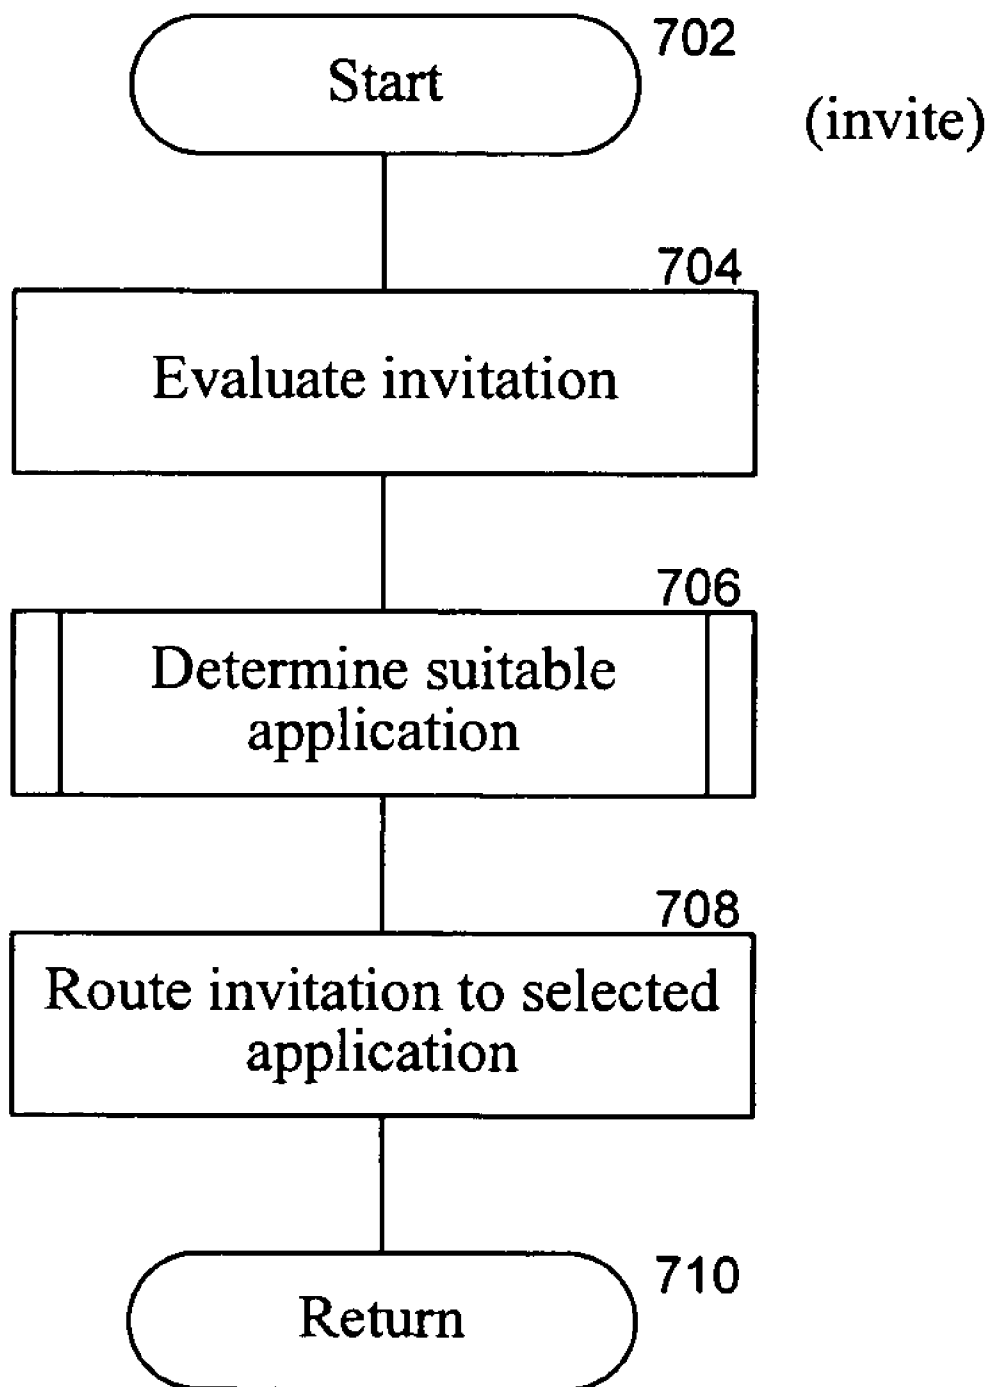 702
Start
(invite)
704
Evaluate invitation
706
Determine suitable
application
708
Route invitation to selected
application
710
Return